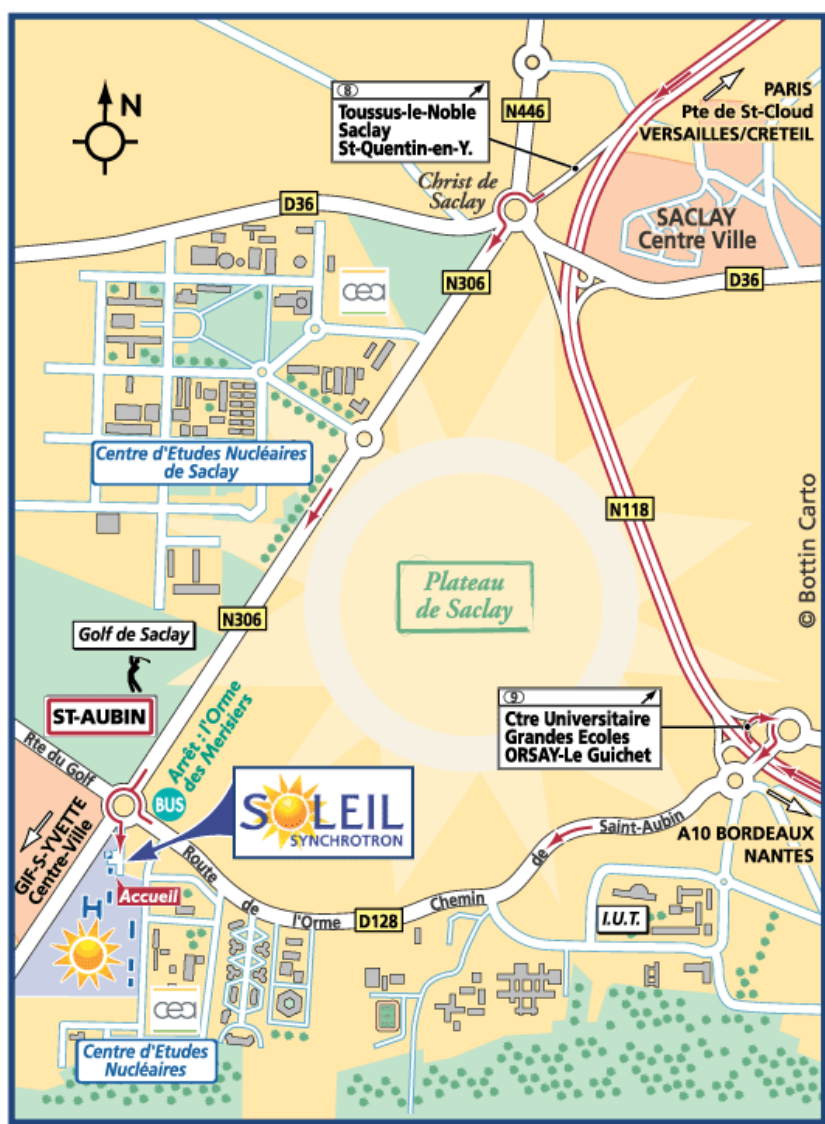 N
8
Toussus-le-Noble
Saclay
St-Quentin-en-Y.
N446
PARIS
Pte de St-Cloud
VERSAILLES/CRETEIL
Christ de
Saclay
D36
SACLAY
Centre Ville
cea
N306
D36
Centre d'Etudes Nucléaires
de Saclay
N118
© Bottin Carto
Plateau
de Saclay
N306
Golf de Saclay
ST-AUBIN
Rte du Golf
Arrêt : l'Orme
des Merisiers
BUS
9
Ctre Universitaire
Grandes Ecoles
ORSAY-Le Guichet
SOLEIL
SYNCHROTRON
GIF-S-YVETTE
Centre-Ville
A10 BORDEAUX
NANTES
Accueil
Route de l'Orme
D128
Chemin de Saint-Aubin
I.U.T.
cea
Centre d'Etudes
Nucléaires